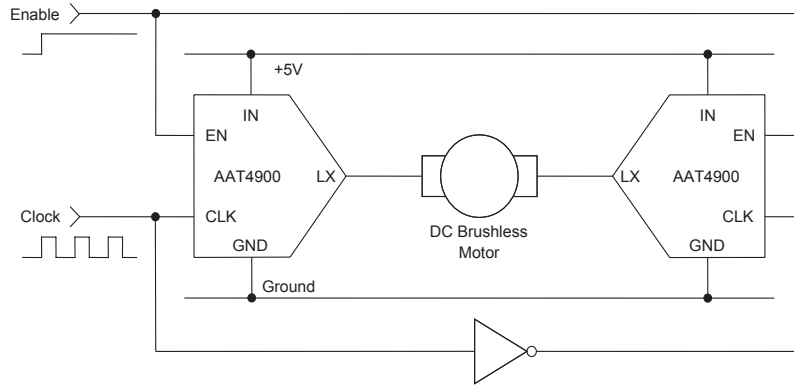 Enable
+5V
IN
IN
EN
EN
AAT4900
LX
LX
AAT4900
Clock
CLK
CLK
DC Brushless
Motor
GND
GND
Ground